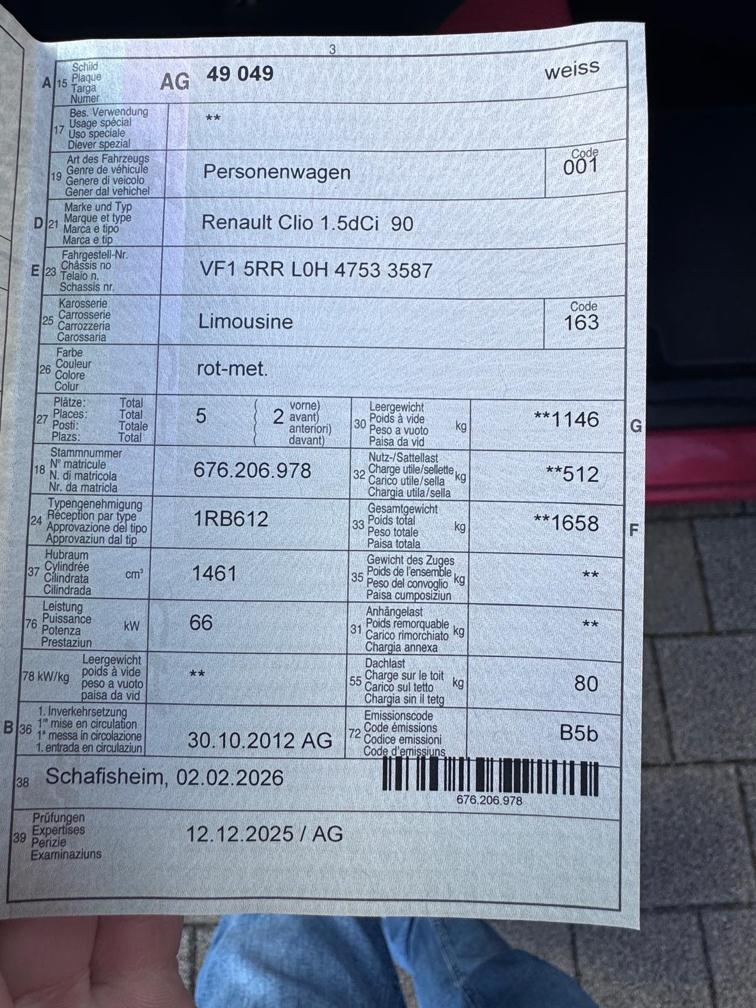 3
A 15 Schild Plaque Targa Numer AG 49 049 weiss
17 Bes. Verwendung Usage spécial Uso speciale Diever spezial **
19 Art des Fahrzeugs Genre de véhicule Genere di veicolo Gener dal vehichel Personenwagen Code 001
D 21 Marke und Typ Marque et type Marca e tipo Marca e tip Renault Clio 1.5dCi 90
E 23 Fahrgestell-Nr. Châssis no Telaio n. Schassis nr. VF1 5RR L0H 4753 3587
25 Karosserie Carrosserie Carrozzeria Carossaria Limousine Code 163
26 Farbe Couleur Colore Colur rot-met.
27 Plätze: Total Places: Total Posti: Totale Plazs: Total 5 ( 2 vorne) avant) anteriori) davant) 30 Leergewicht Poids à vide Peso a vuoto Paisa da vid kg **1146 G
18 Stammnummer N° matricule N. di matricola Nr. da matricla 676.206.978 32 Nutz-/Sattellast Charge utile/sellette Carico utile/sella Chargia utila/sella kg **512
24 Typengenehmigung Réception par type Approvazione del tipo Approvaziun dal tip 1RB612 33 Gesamtgewicht Poids total Peso totale Paisa totala kg **1658 F
37 Hubraum Cylindrée Cilindrata Cilindrada cm³ 1461 35 Gewicht des Zuges Poids de l'ensemble Peso del convoglio Paisa cumposiziun kg **
76 Leistung Puissance Potenza Prestaziun kW 66 31 Anhängelast Poids remorquable Carico rimorchiato Chargia annexa kg **
78 kW/kg Leergewicht poids à vide peso a vuoto paisa da vid ** 55 Dachlast Charge sur le toit Carico sul tetto Chargia sin il tetg kg 80
B 36 1. Inverkehrsetzung 1re mise en circulation 1a messa in circolazione 1. entrada en circulaziun 30.10.2012 AG 72 Emissionscode Code émissions Codice emissioni Code d'emissiuns B5b
38 Schafisheim, 02.02.2026
676.206.978
39 Prüfungen Expertises Perizie Examinaziuns 12.12.2025 / AG